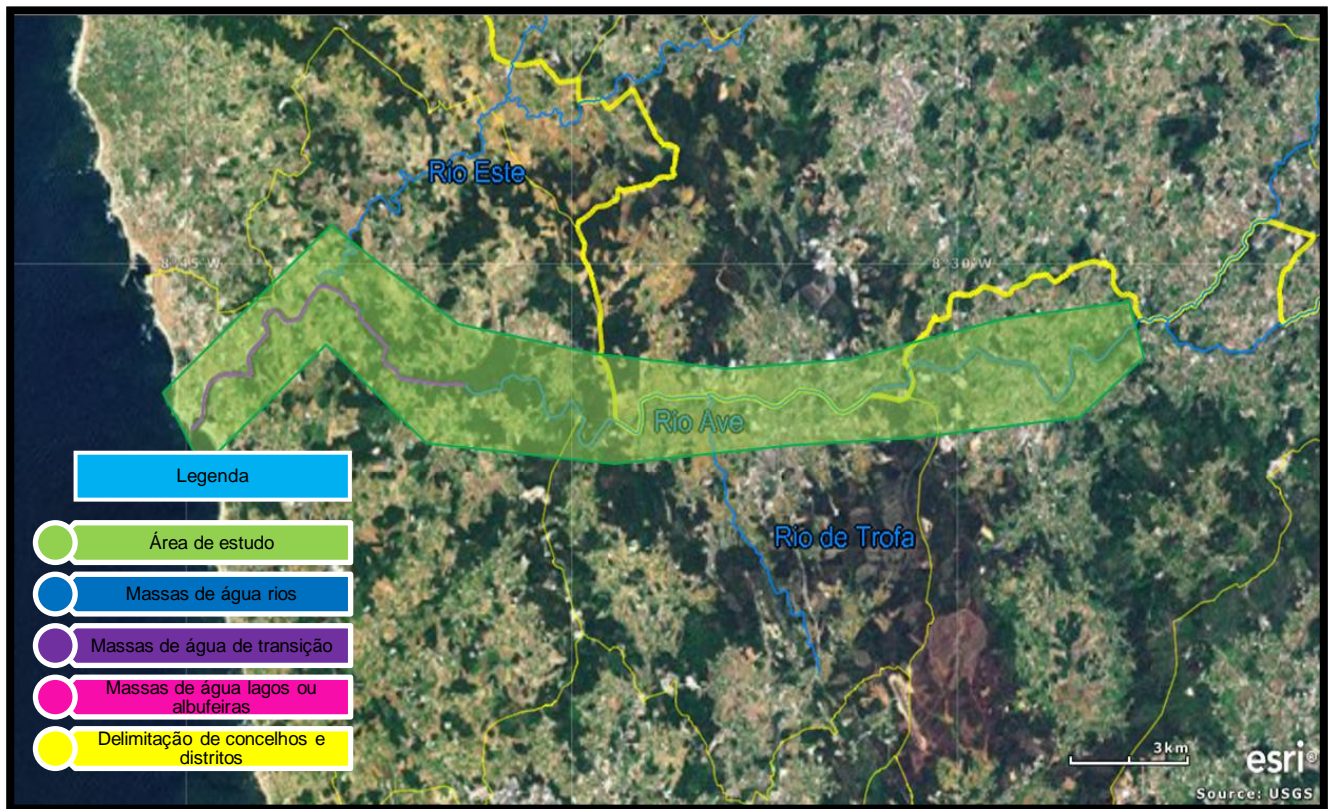 Rio Este
8°45'W
8°30'W
Rio Ave
Rio de Trofa
Legenda
Área de estudo
Massas de água rios
Massas de água de transição
Massas de água lagos ou
albufeiras
Delimitação de concelhos e
distritos
3km
esri®
Source: USGS